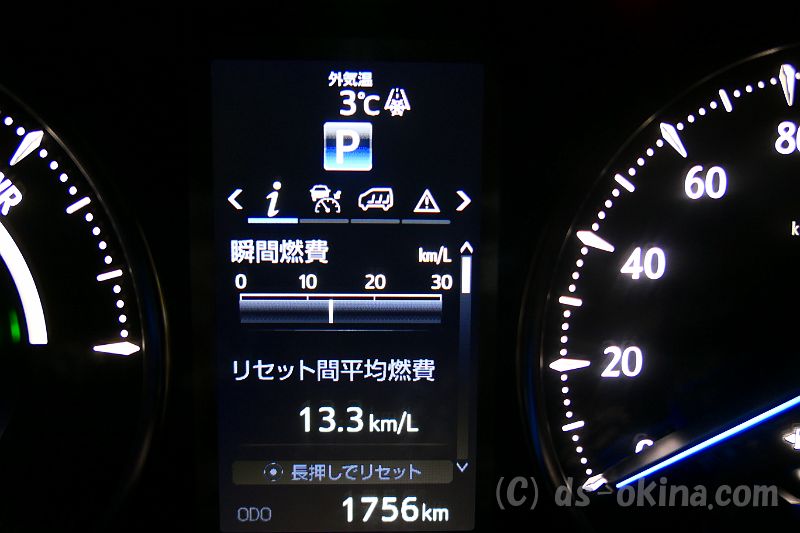 外気温
3℃
P
i
瞬間燃費 km/L
0 10 20 30
リセット間平均燃費
13.3 km/L
長押しでリセット
ODO 1756 km
80
60
40
20
0
(C) ds-okina.com